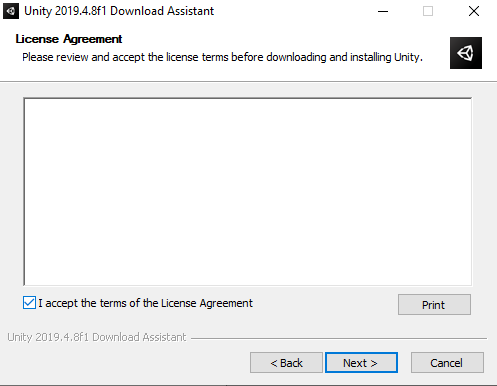 Unity 2019.4.8f1 Download Assistant
License Agreement
Please review and accept the license terms before downloading and installing Unity.
I accept the terms of the License Agreement
Print
Unity 2019.4.8f1 Download Assistant
< Back
Next >
Cancel